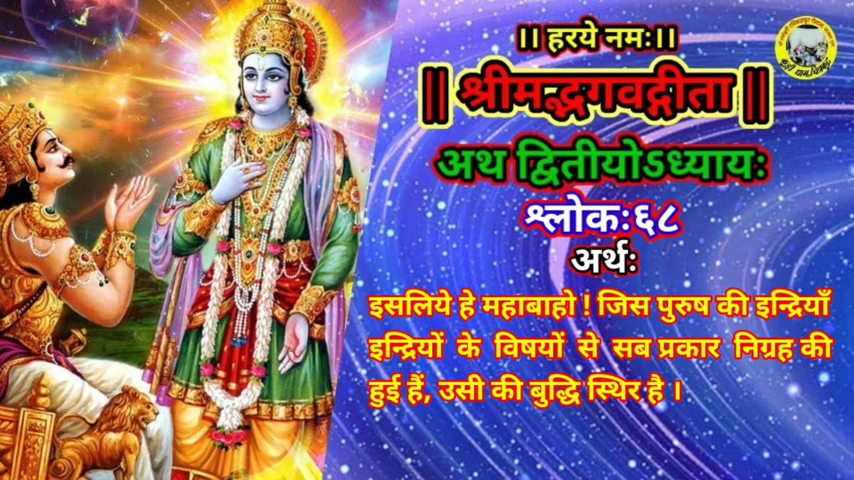 ।। हरये नमः।।
|| श्रीमद्भगवद्गीता ||
अथ द्वितीयोऽध्यायः
श्लोकः६८
अर्थः
इसलिये हे महाबाहो ! जिस पुरुष की इन्द्रियाँ
इन्द्रियों के विषयों से सब प्रकार निग्रह की
हुई हैं, उसी की बुद्धि स्थिर है ।